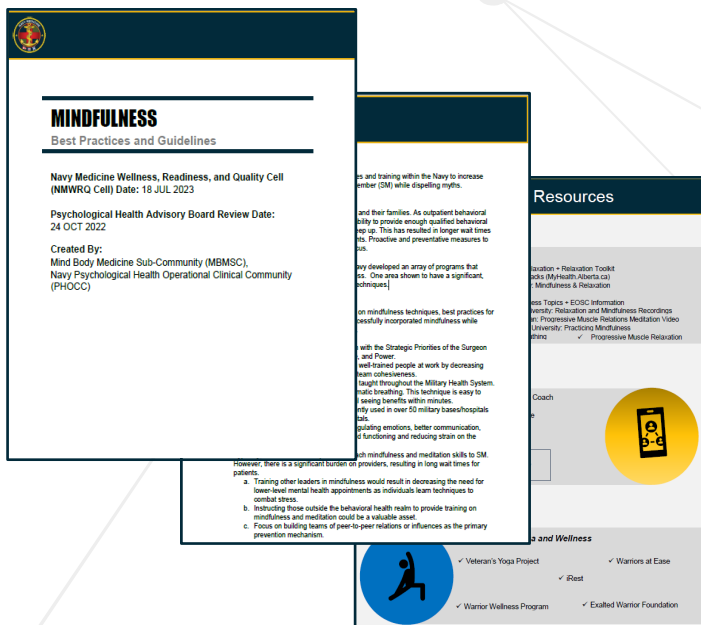 MINDFULNESS
Best Practices and Guidelines
Navy Medicine Wellness, Readiness, and Quality Cell
(NMWRQ Cell) Date: 18 JUL 2023
Psychological Health Advisory Board Review Date:
24 OCT 2022
Created By:
Mind Body Medicine Sub-Community (MBMSC),
Navy Psychological Health Operational Clinical Community
(PHOCC)
es and training within the Navy to increase
ember (SM) while dispelling myths.
and their families. As outpatient behavioral
bility to provide enough qualified behavioral
eep up. This has resulted in longer wait times
nts. Proactive and preventative measures to
cus.
avy developed an array of programs that
ss. One area shown to have a significant,
echniques.
on mindfulness techniques, best practices for
ccessfully incorporated mindfulness while
with the Strategic Priorities of the Surgeon
, and Power.
well-trained people at work by decreasing
team cohesiveness.
taught throughout the Military Health System.
matic breathing. This technique is easy to
seeing benefits within minutes.
ently used in over 50 military bases/hospitals
tals.
gulating emotions, better communication,
d functioning and reducing strain on the
ach mindfulness and meditation skills to SM.
However, there is a significant burden on providers, resulting in long wait times for
patients.
a. Training other leaders in mindfulness would result in decreasing the need for
lower-level mental health appointments as individuals learn techniques to
combat stress.
b. Instructing those outside the behavioral health realm to provide training on
mindfulness and meditation could be a valuable asset.
c. Focus on building teams of peer-to-peer relations or influences as the primary
prevention mechanism.
Resources
laxation + Relaxation Toolkit
acks (MyHealth.Alberta.ca)
: Mindfulness & Relaxation
ess Topics + EOSC Information
versity: Relaxation and Mindfulness Recordings
n: Progressive Muscle Relations Meditation Video
University: Practicing Mindfulness
thing ✓ Progressive Muscle Relaxation
Coach
e
a and Wellness
✓ Veteran's Yoga Project ✓ Warriors at Ease
✓ iRest
✓ Warrior Wellness Program ✓ Exalted Warrior Foundation